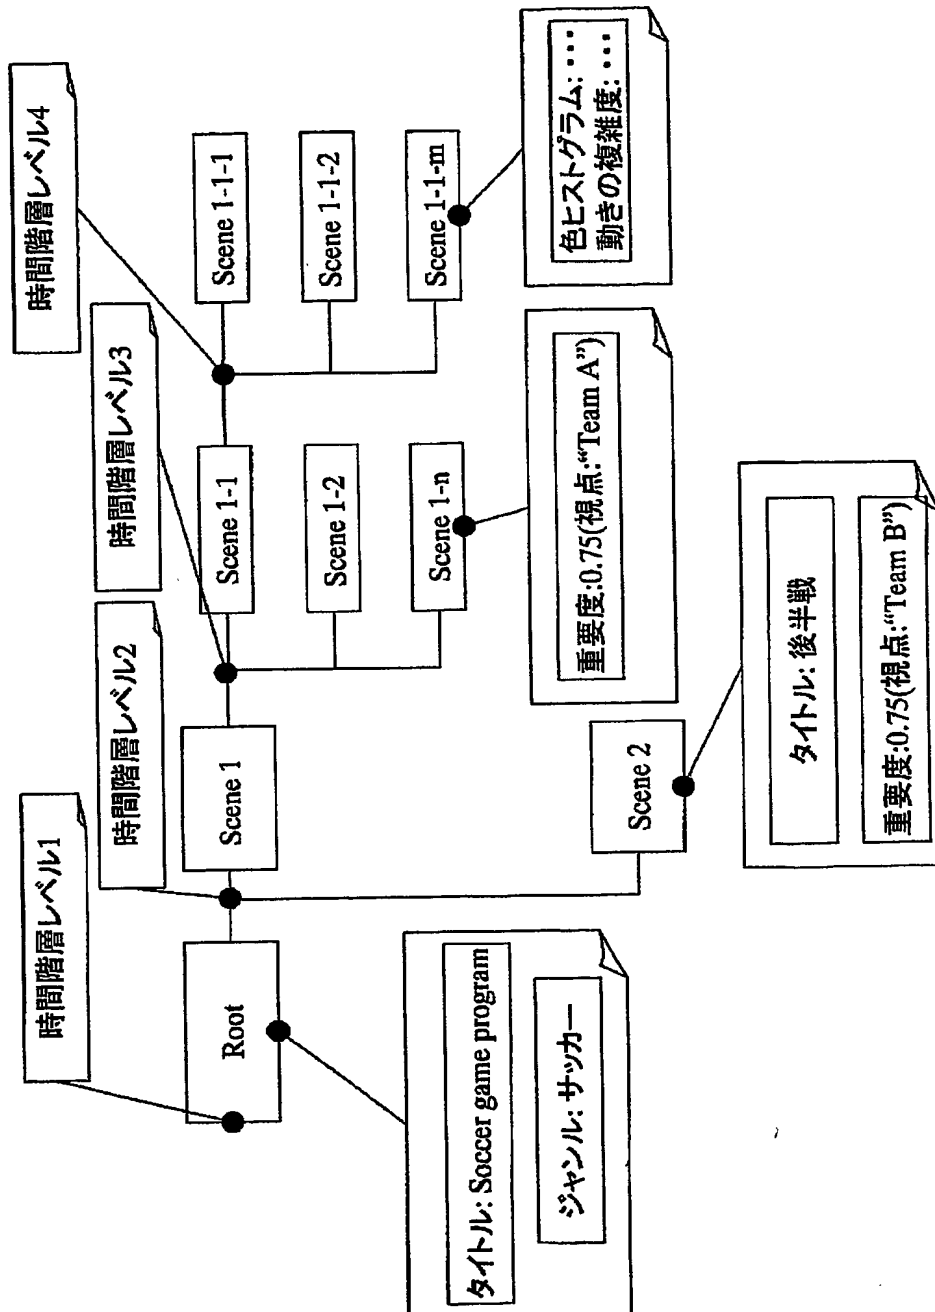 時間階層レベル1
時間階層レベル2
時間階層レベル3
時間階層レベル4
Root
Scene 1
Scene 1-1
Scene 1-1-1
Scene 1-2
Scene 1-1-2
Scene 1-n
Scene 1-1-m
Scene 2
タイトル: Soccer game program
ジャンル: サッカー
重要度:0.75(視点:“Team A”)
色ヒストグラム: ・・・
動きの複雑度: ・・・
タイトル: 後半戦
重要度:0.75(視点:“Team B”)